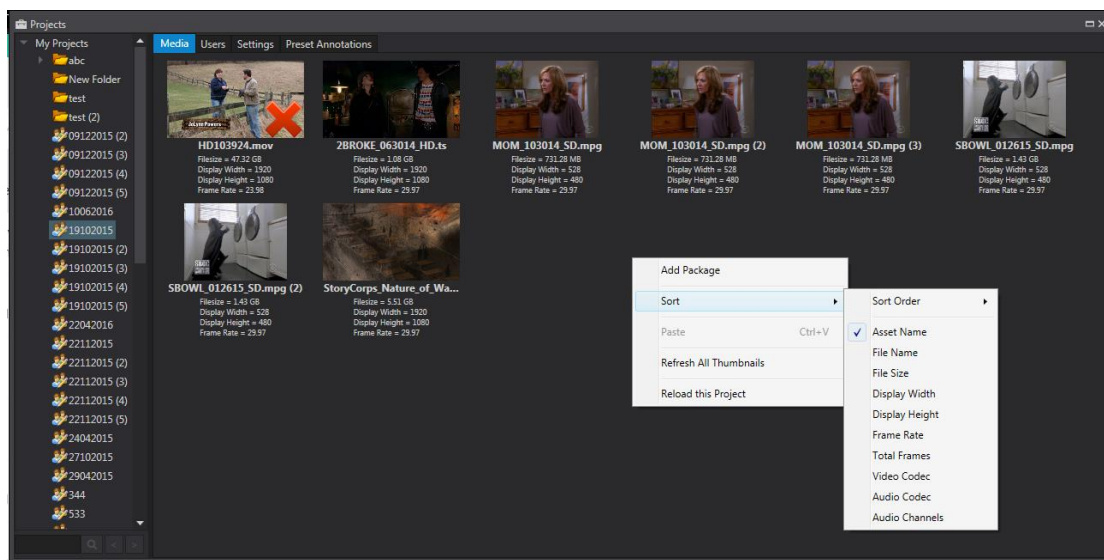 Projects
My Projects
abc
New Folder
test
test (2)
09122015 (2)
09122015 (3)
09122015 (4)
09122015 (5)
10062016
19102015
19102015 (2)
19102015 (3)
19102015 (4)
19102015 (5)
22042016
22112015
22112015 (2)
22112015 (3)
22112015 (4)
22112015 (5)
24042015
27102015
29042015
344
533
Media Users Settings Preset Annotations
JoLynn Powers
HD103924.mov
Filesize = 47.32 GB
Display Width = 1920
Display Height = 1080
Frame Rate = 23.98
2BROKE_063014_HD.ts
Filesize = 1.08 GB
Display Width = 1920
Display Height = 1080
Frame Rate = 29.97
MOM_103014_SD.mpg
Filesize = 731.28 MB
Display Width = 528
Display Height = 480
Frame Rate = 29.97
MOM_103014_SD.mpg (2)
Filesize = 731.28 MB
Display Width = 528
Display Height = 480
Frame Rate = 29.97
MOM_103014_SD.mpg (3)
Filesize = 731.28 MB
Display Width = 528
Display Height = 480
Frame Rate = 29.97
SBOWL_012615_SD.mpg
Filesize = 1.43 GB
Display Width = 528
Display Height = 480
Frame Rate = 29.97
SBOWL_012615_SD.mpg (2)
Filesize = 1.43 GB
Display Width = 528
Display Height = 480
Frame Rate = 29.97
StoryCorps_Nature_of_Wa...
Filesize = 5.51 GB
Display Width = 1920
Display Height = 1080
Frame Rate = 29.97
Add Package
Sort
Paste Ctrl+V
Refresh All Thumbnails
Reload this Project
Sort Order
Asset Name
File Name
File Size
Display Width
Display Height
Frame Rate
Total Frames
Video Codec
Audio Codec
Audio Channels